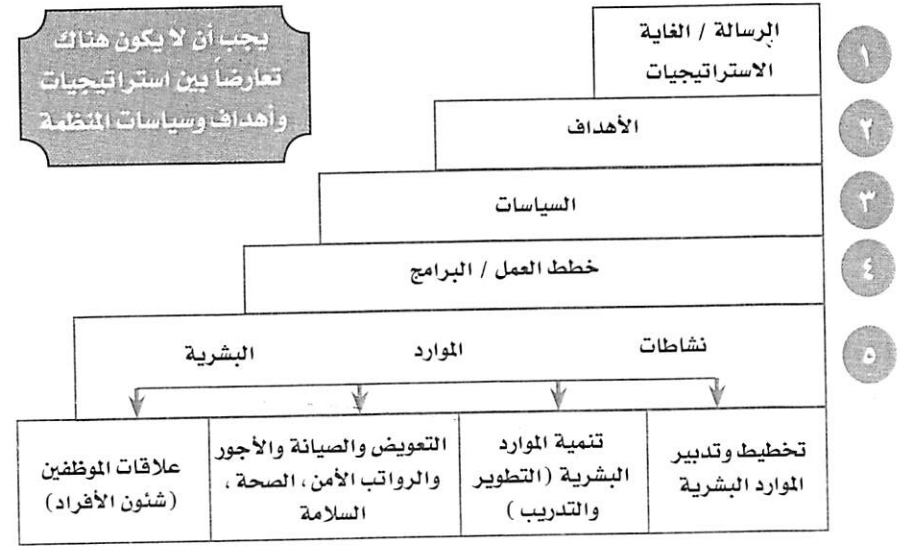 يجب أن لا يكون هناك
تعارضاً بين استراتيجيات
وأهداف وسياسات المنظمة
الرسالة / الغاية
الاستراتيجيات
١
الأهداف
٢
السياسات
٣
خطط العمل / البرامج
٤
نشاطات الموارد البشرية
٥
تخطيط وتدبير
الموارد البشرية
تنمية الموارد
البشرية (التطوير
والتدريب)
التعويض والصيانة والأجور
والرواتب الأمن، الصحة،
السلامة
علاقات الموظفين
(شئون الأفراد)